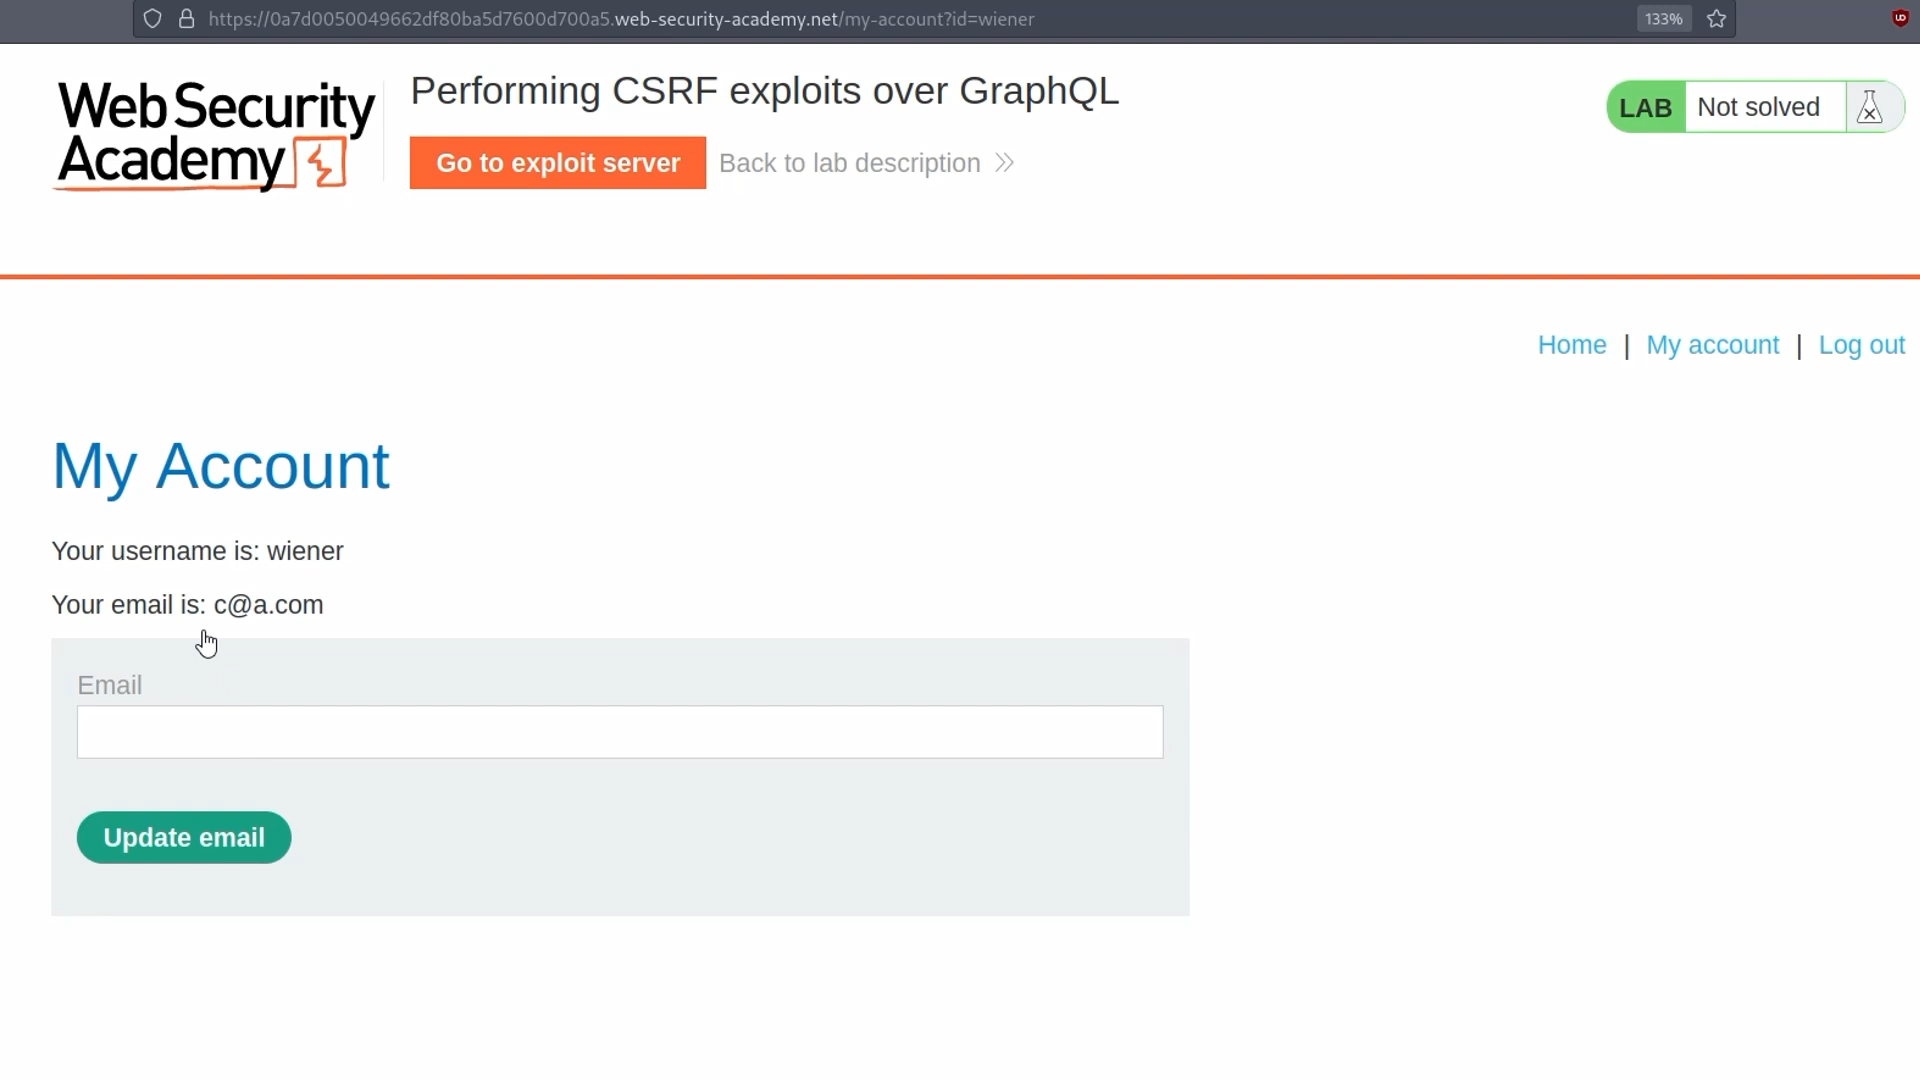 https://0a7d0050049662df80ba5d7600d700a5.web-security-academy.net/my-account?id=wiener
133%
Web Security
Academy
Performing CSRF exploits over GraphQL
Go to exploit server
Back to lab description
LAB
Not solved
Home | My account | Log out
My Account
Your username is: wiener
Your email is: c@a.com
Email
Update email